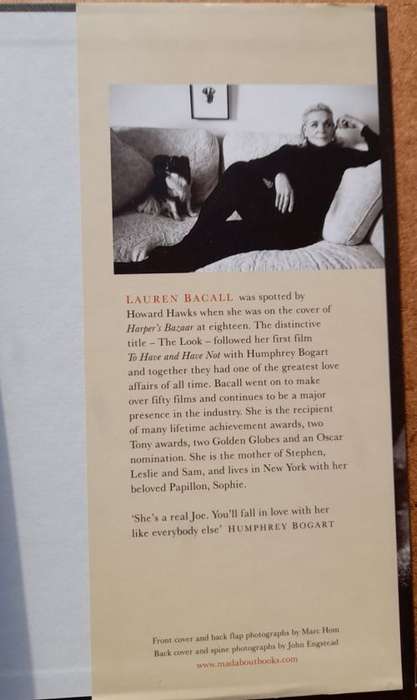 LAUREN BACALL was spotted by
Howard Hawks when she was on the cover of
Harper's Bazaar at eighteen. The distinctive
title – The Look – followed her first film
To Have and Have Not with Humphrey Bogart
and together they had one of the greatest love
affairs of all time. Bacall went on to make
over fifty films and continues to be a major
presence in the industry. She is the recipient
of many lifetime achievement awards, two
Tony awards, two Golden Globes and an Oscar
nomination. She is the mother of Stephen,
Leslie and Sam, and lives in New York with her
beloved Papillon, Sophie.
‘She's a real Joe. You'll fall in love with her
like everybody else’ HUMPHREY BOGART
Front cover and back flap photographs by Marc Hom
Back cover and spine photographs by John Engstead
www.madaboutbooks.com